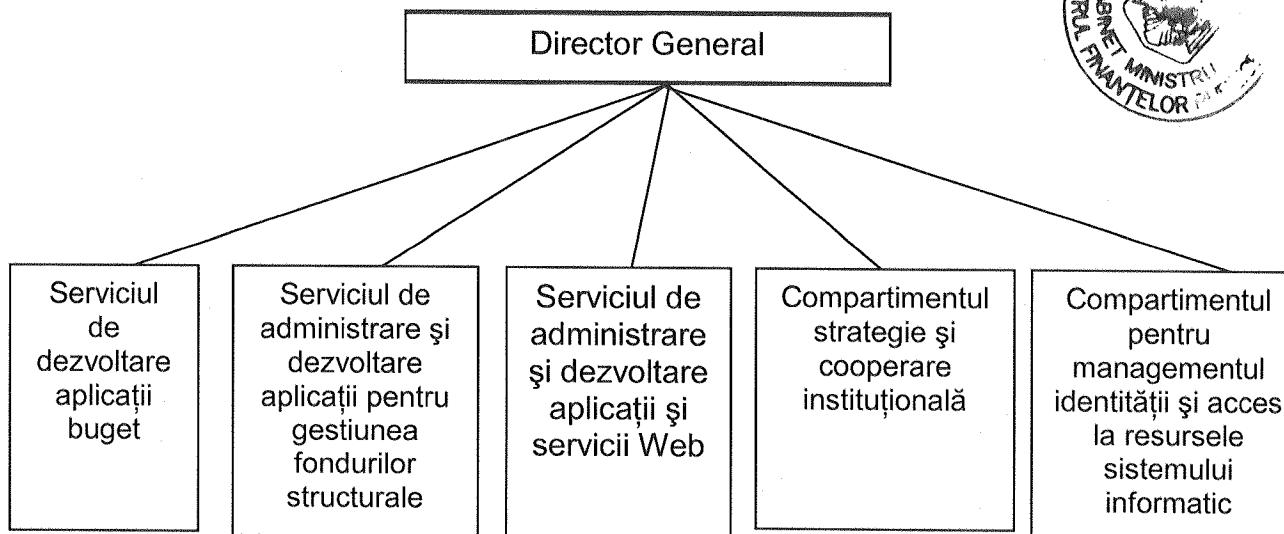 Director General
CABINET MINISTRU
FINANȚELOR
Serviciul
de
dezvoltare
aplicații
buget
Serviciul de
administrare şi
dezvoltare
aplicații pentru
gestiunea
fondurilor
structurale
Serviciul de
administrare
şi dezvoltare
aplicații şi
servicii Web
Compartimentul
strategie şi
cooperare
instituțională
Compartimentul
pentru
managementul
identității şi acces
la resursele
sistemului
informatic